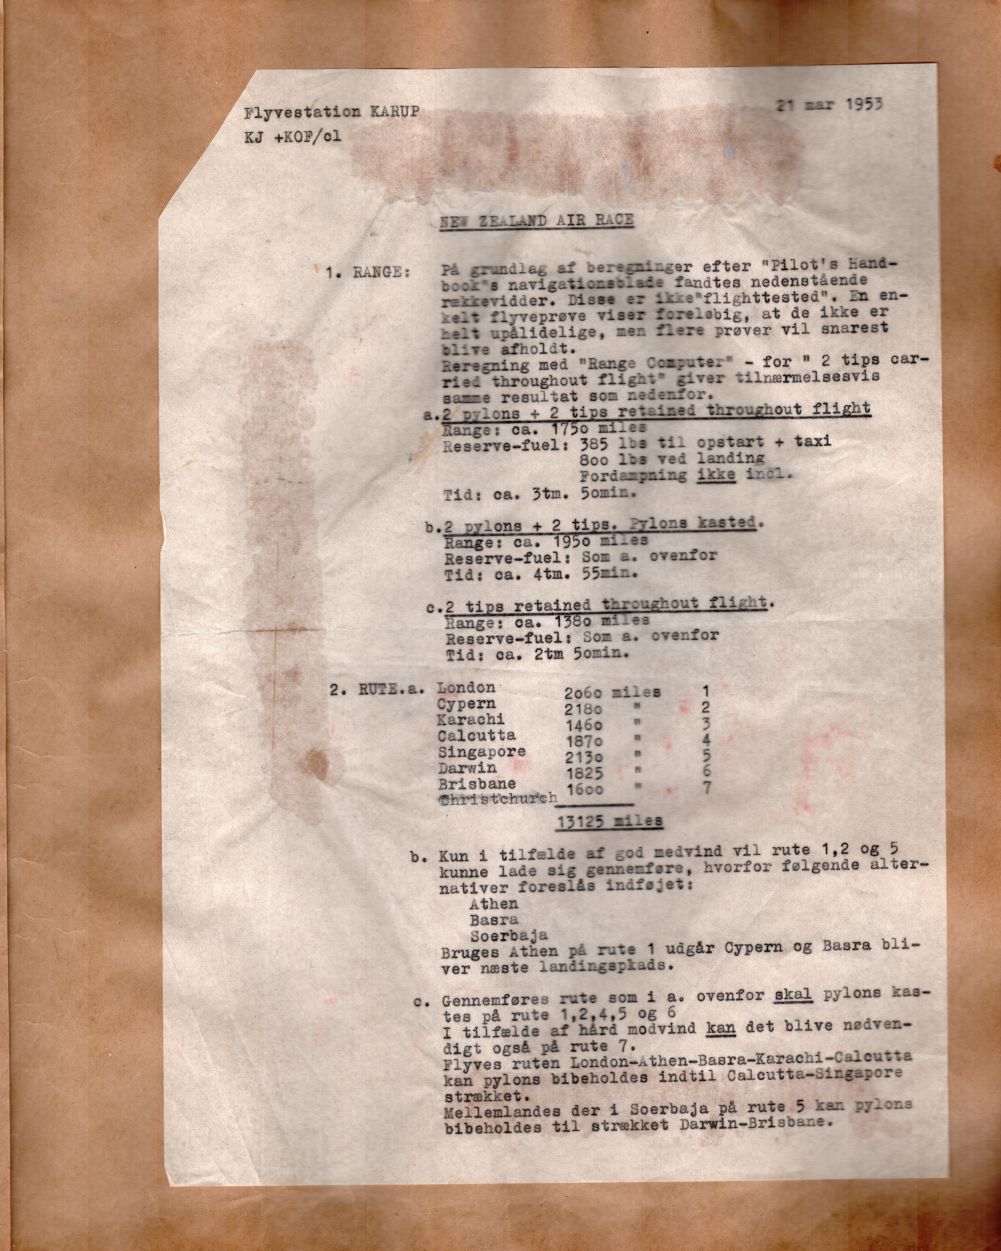 Flyvestation KARUP 21 mar 1953
KJ +KOF/cl
NEW ZEALAND AIR RACE
1. RANGE: På grundlag af beregninger efter "Pilot's Hand-
book's navigationsblade fandtes nedenstående
rækkevidder. Disse er ikke"flighttested". En en-
kelt flyveprøve viser foreløbig, at de ikke er
helt upålidelige, men flere prøver vil snarest
blive afholdt.
Beregning med "Range Computer" - for " 2 tips car-
ried throughout flight" giver tilnærmelsesvis
samme resultat som nedenfor.
a.2 pylons + 2 tips retained throughout flight
Range: ca. 175o miles
Reserve-fuel: 385 lbs til opstart + taxi
8oo lbs ved landing
Fordampning ikke incl.
Tid: ca. 3tm. 5omin.
b.2 pylons + 2 tips. Pylons kasted.
Range: ca. 195o miles
Reserve-fuel: Som a. ovenfor
Tid: ca. 4tm. 55min.
c.2 tips retained throughout flight.
Range: ca. 138o miles
Reserve-fuel: Som a. ovenfor
Tid: ca. 2tm 5omin.
2. RUTE.a. London 2o6o miles 1
Cypern 218o " 2
Karachi 146o " 3
Calcutta 187o " 4
Singapore 213o " 5
Darwin 1825 " 6
Brisbane 16oo " 7
Christchurch
13125 miles
b. Kun i tilfælde af god medvind vil rute 1,2 og 5
kunne lade sig gennemføre, hvorfor følgende alter-
nativer foreslås indføjet:
Athen
Basra
Soerbaja
Bruges Athen på rute 1 udgår Cypern og Basra bli-
ver næste landingspkads.
c. Gennemføres rute som i a. ovenfor skal pylons kas-
tes på rute 1,2,4,5 og 6
I tilfælde af hård modvind kan det blive nødven-
digt også på rute 7.
Flyves ruten London-Athen-Basra-Karachi-Calcutta
kan pylons bibeholdes indtil Calcutta-Singapore
strækket.
Mellemlandes der i Soerbaja på rute 5 kan pylons
bibeholdes til strækket Darwin-Brisbane.